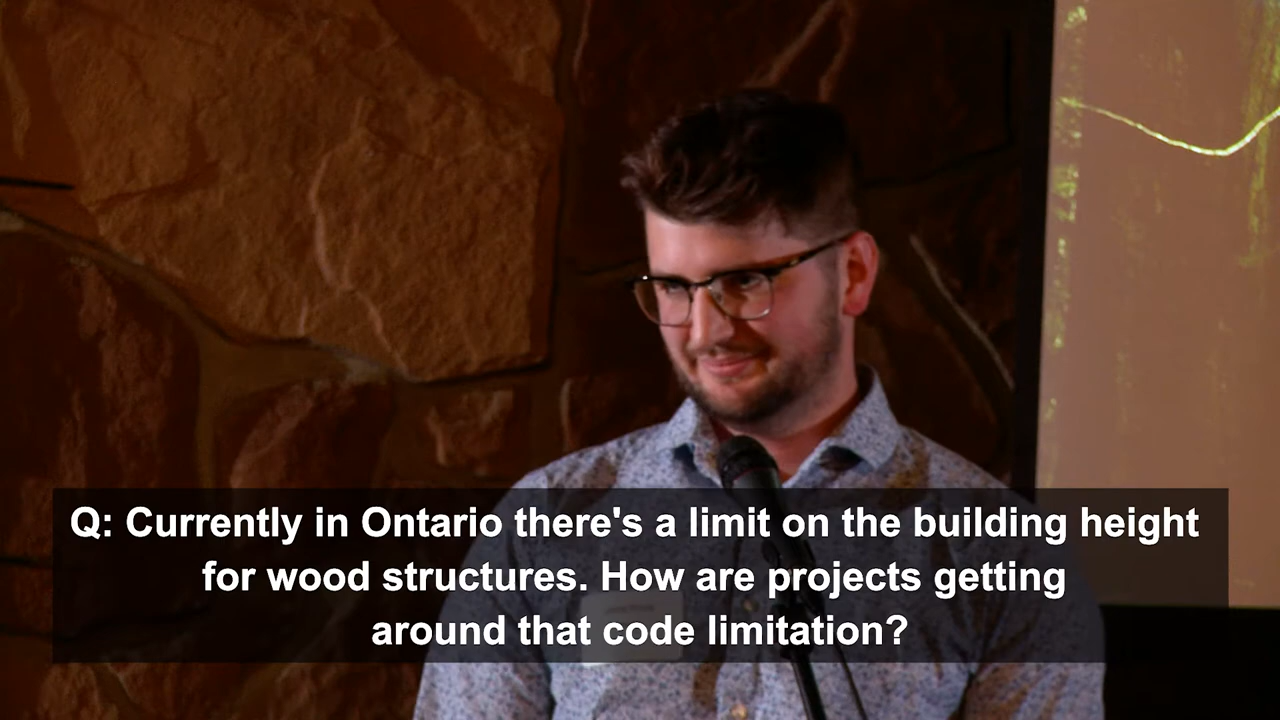 Q: Currently in Ontario there's a limit on the building height
for wood structures. How are projects getting
around that code limitation?